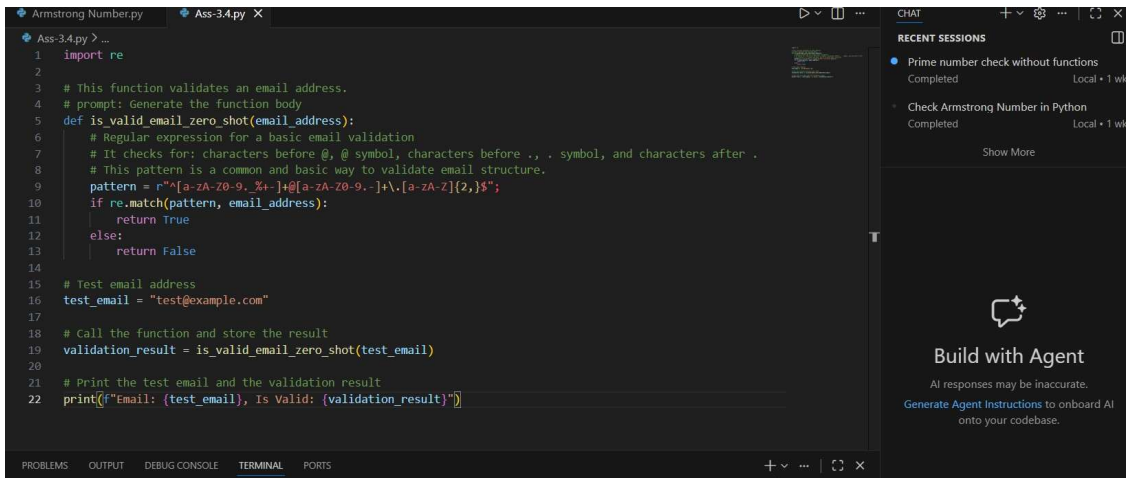 Armstrong Number.py
Ass-3.4.py
Ass-3.4.py > ...
1 import re
2
3 # This function validates an email address.
4 # prompt: Generate the function body
5 def is_valid_email_zero_shot(email_address):
6 # Regular expression for a basic email validation
7 # It checks for: characters before @, @ symbol, characters before ., . symbol, and characters after .
8 # This pattern is a common and basic way to validate email structure.
9 pattern = r"^[a-zA-Z0-9._%+-]+@[a-zA-Z0-9.-]+\.[a-zA-Z]{2,}$";
10 if re.match(pattern, email_address):
11 return True
12 else:
13 return False
14
15 # Test email address
16 test_email = "test@example.com"
17
18 # Call the function and store the result
19 validation_result = is_valid_email_zero_shot(test_email)
20
21 # Print the test email and the validation result
22 print(f"Email: {test_email}, Is Valid: {validation_result}")
PROBLEMS OUTPUT DEBUG CONSOLE TERMINAL PORTS
CHAT
RECENT SESSIONS
Prime number check without functions
Completed Local • 1 wk
Check Armstrong Number in Python
Completed Local • 1 wk
Show More
Build with Agent
AI responses may be inaccurate.
Generate Agent Instructions to onboard AI
onto your codebase.